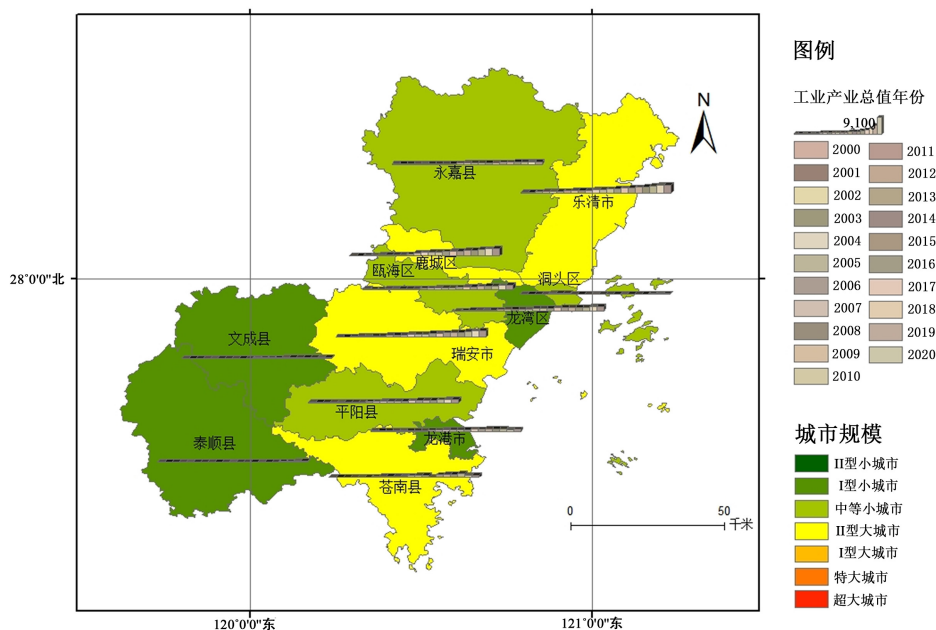 图例
工业产业总值年份
9,100
2000
2001
2002
2003
2004
2005
2006
2007
2008
2009
2010
2011
2012
2013
2014
2015
2016
2017
2018
2019
2020
城市规模
II型小城市
I型小城市
中等小城市
II型大城市
I型大城市
特大城市
超大城市
N
永嘉县
乐清市
鹿城区
瓯海区
洞头区
龙湾区
文成县
瑞安市
平阳县
龙港市
泰顺县
苍南县
0
50
千米
28°0'0"北
120°0'0"东
121°0'0"东